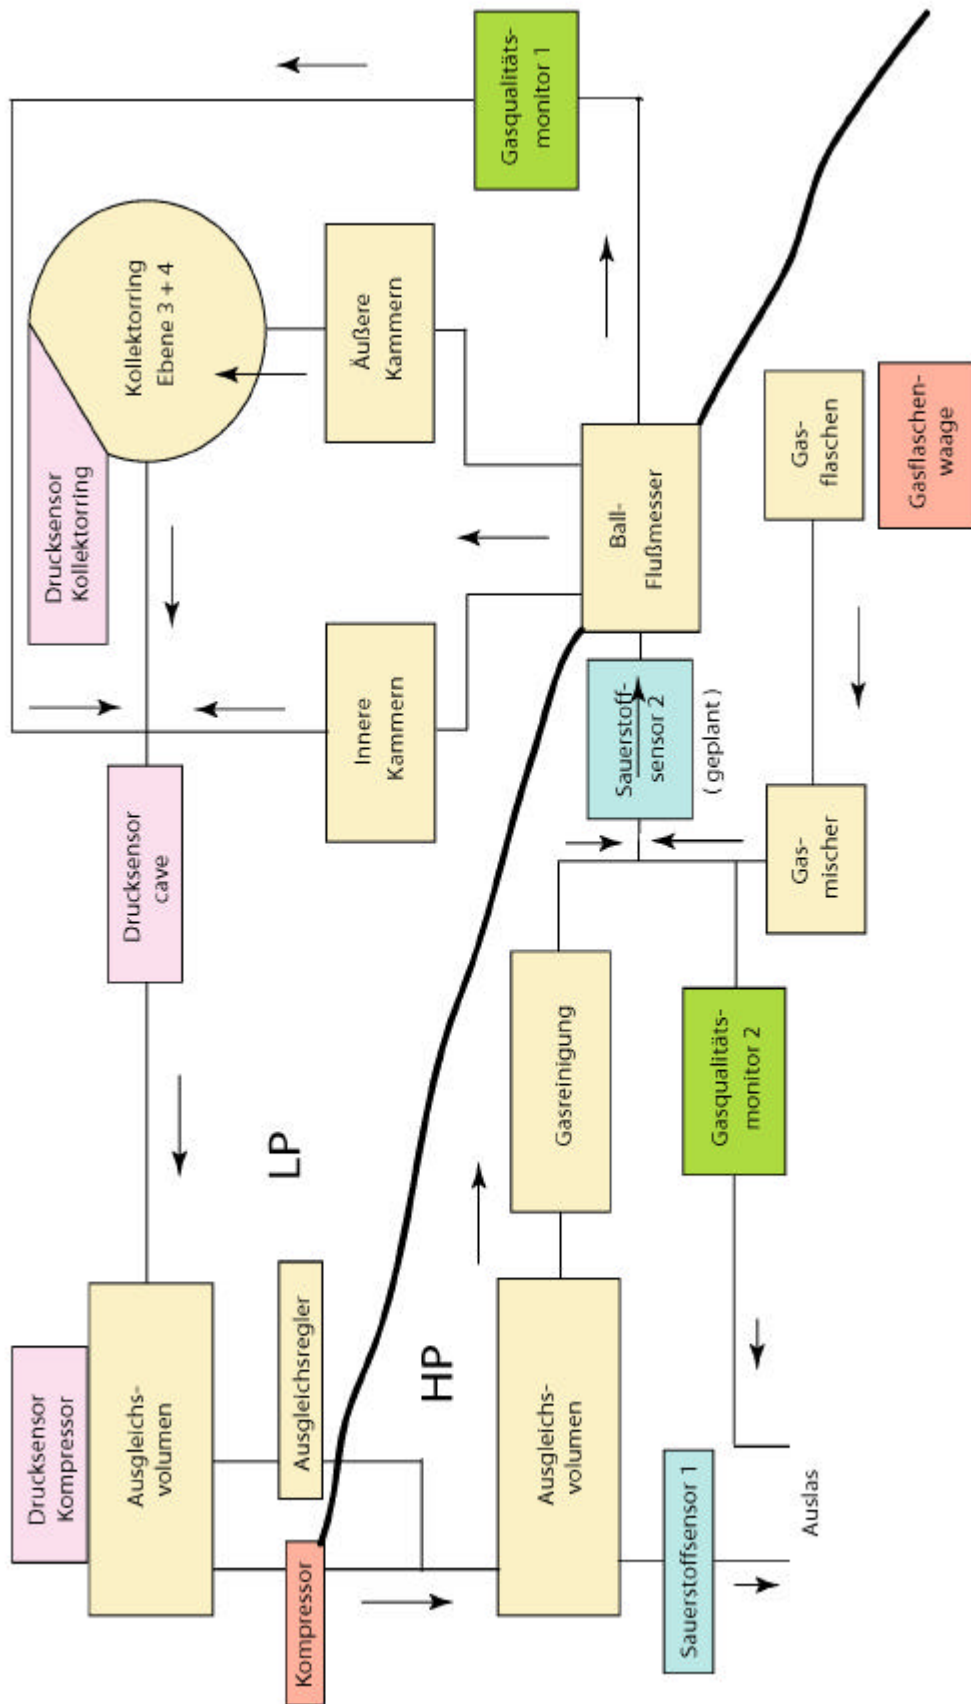 Drucksensor
Kompressor
Ausgleichs-
volumen
Drucksensor
cave
Drucksensor
Kollektorring
Kollektorring
Ebene 3 + 4
Kompressor
Ausgleichsregler
LP
Innere
Kammern
Äußere
Kammern
HP
Ausgleichs-
volumen
Gasreinigung
Sauerstoff-
sensor 2
( geplant )
Ball-
Flußmesser
Gasqualitäts-
monitor 1
Sauerstoffsensor 1
Auslas
Gasqualitäts-
monitor 2
Gas-
mischer
Gas-
flaschen
Gasflaschen-
waage